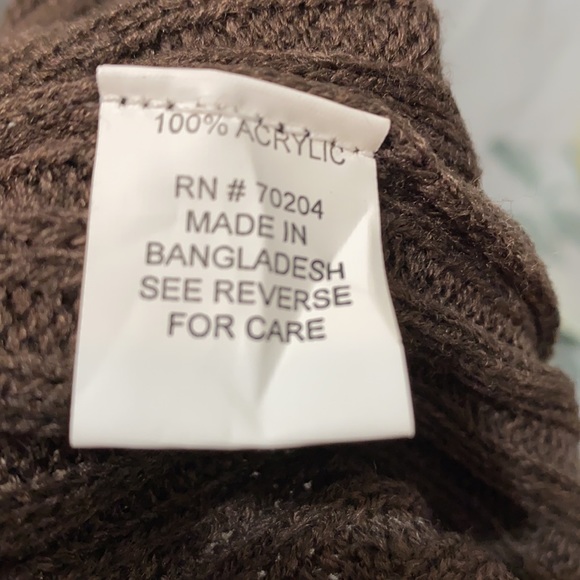 100% ACRYLIC
RN # 70204
MADE IN
BANGLADESH
SEE REVERSE
FOR CARE